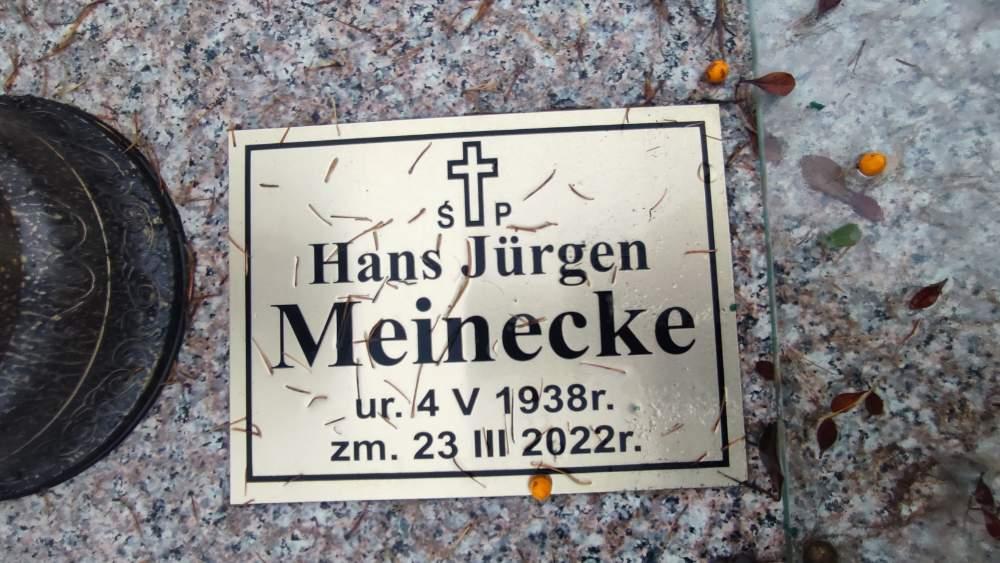 Ś P
Hans Jürgen
Meinecke
ur. 4 V 1938r.
zm. 23 III 2022r.